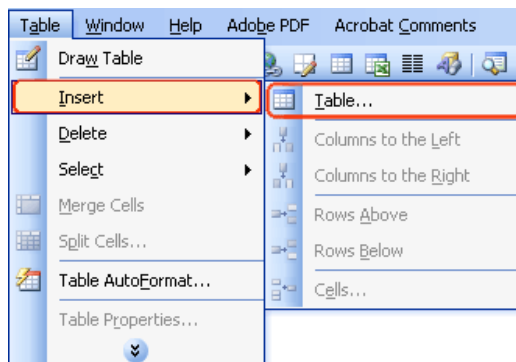 Table Window Help Adobe PDF Acrobat Comments
Draw Table
Insert
Delete
Select
Merge Cells
Split Cells...
Table AutoFormat...
Table Properties...
Table...
Columns to the Left
Columns to the Right
Rows Above
Rows Below
Cells...